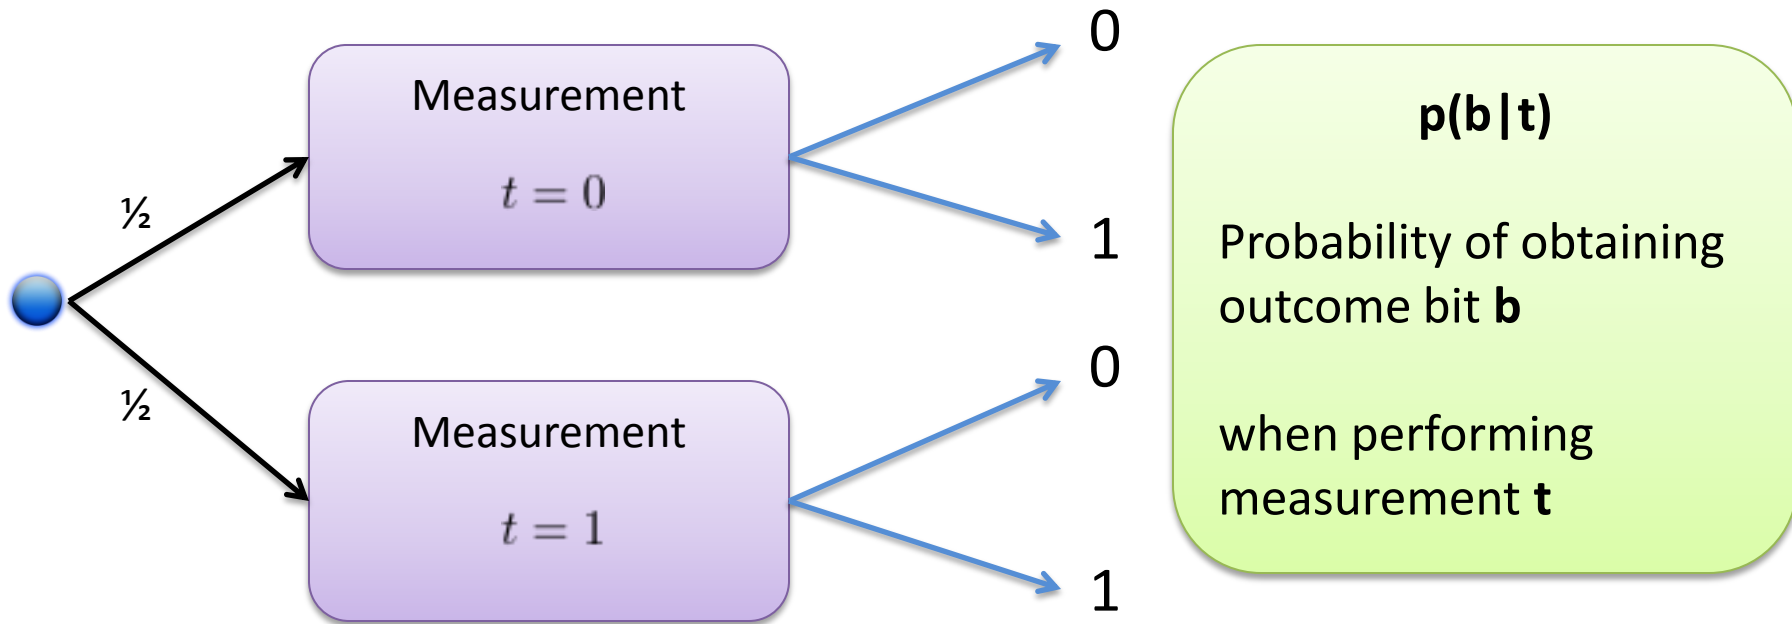 ½
½
Measurement
t = 0
Measurement
t = 1
0
1
0
1
p(b|t)
Probability of obtaining
outcome bit b
when performing
measurement t